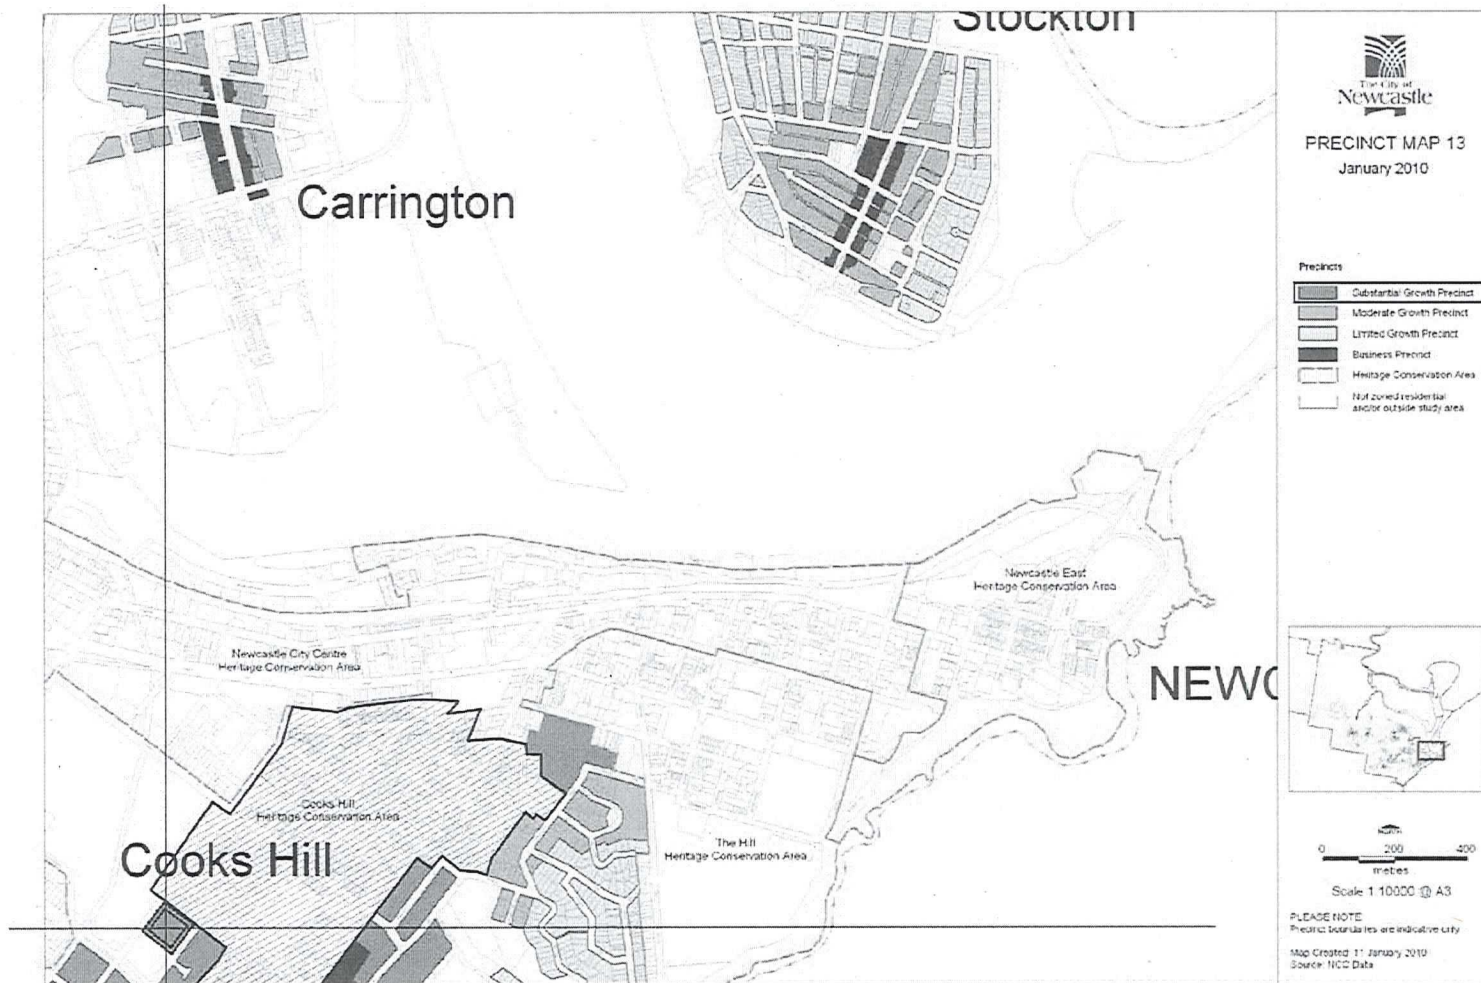 Stockton
Carrington
Newcastle East
Heritage Conservation Area
Newcastle City Centre
Heritage Conservation Area
NEWC
Cooks Hill
Heritage Conservation Area
Cooks Hill
The Hill
Heritage Conservation Area
The City of
Newcastle
PRECINCT MAP 13
January 2010
Precincts
Substantial Growth Precinct
Moderate Growth Precinct
Limited Growth Precinct
Business Precinct
Heritage Conservation Area
Not zoned residential
and/or outside study area
NORTH
0 200 400
metres
Scale 1:10000 @ A3
PLEASE NOTE
Precinct boundaries are indicative only
Map Created 11 January 2010
Source: NCC Data